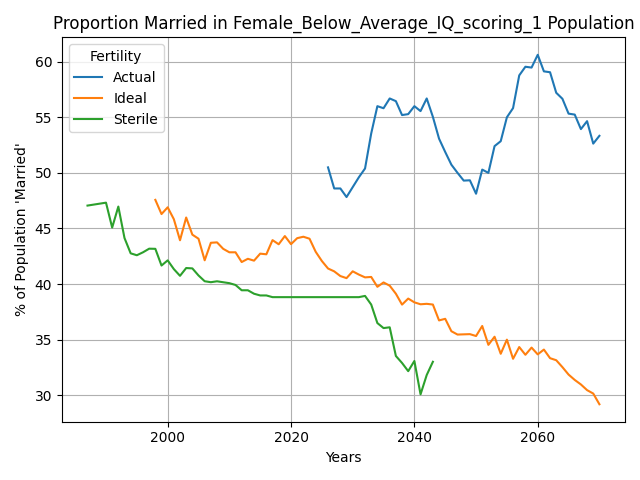 Proportion Married in Female_Below_Average_IQ_scoring_1 Population
% of Population 'Married'
60
55
50
45
40
35
30
Fertility
Actual
Ideal
Sterile
2000
2020
2040
2060
Years